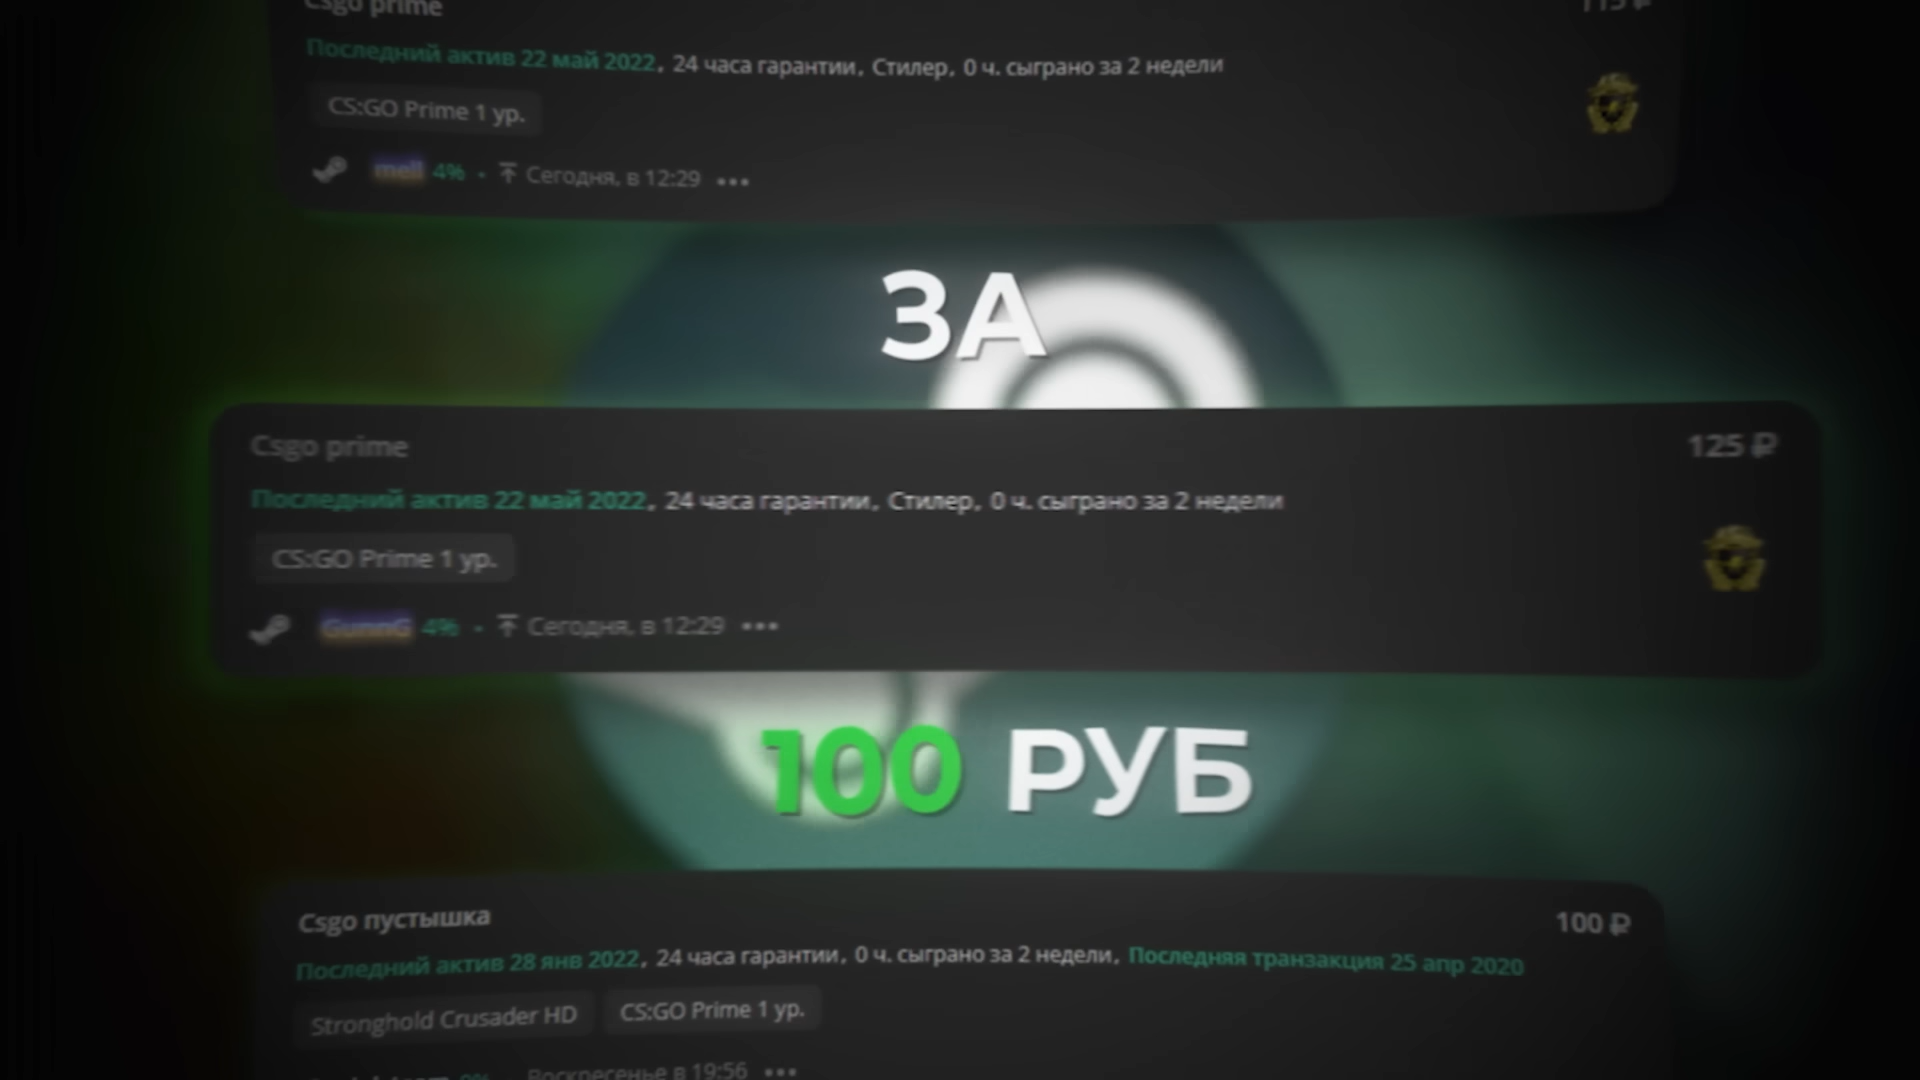 Csgo prime
115 ₽
Последний актив 22 май 2022, 24 часа гарантии, Стилер, 0 ч. сыграно за 2 недели
CS:GO Prime 1 ур.
mell 4% · Сегодня, в 12:29 •••
ЗА
Csgo prime
125 ₽
Последний актив 22 май 2022, 24 часа гарантии, Стилер, 0 ч. сыграно за 2 недели
CS:GO Prime 1 ур.
4% · Сегодня, в 12:29 •••
100 РУБ
Csgo пустышка
100 ₽
Последний актив 28 янв 2022, 24 часа гарантии, 0 ч. сыграно за 2 недели, Последняя транзакция 25 апр 2020
Stronghold Crusader HD CS:GO Prime 1 ур.
Воскресенье в 19:56 •••